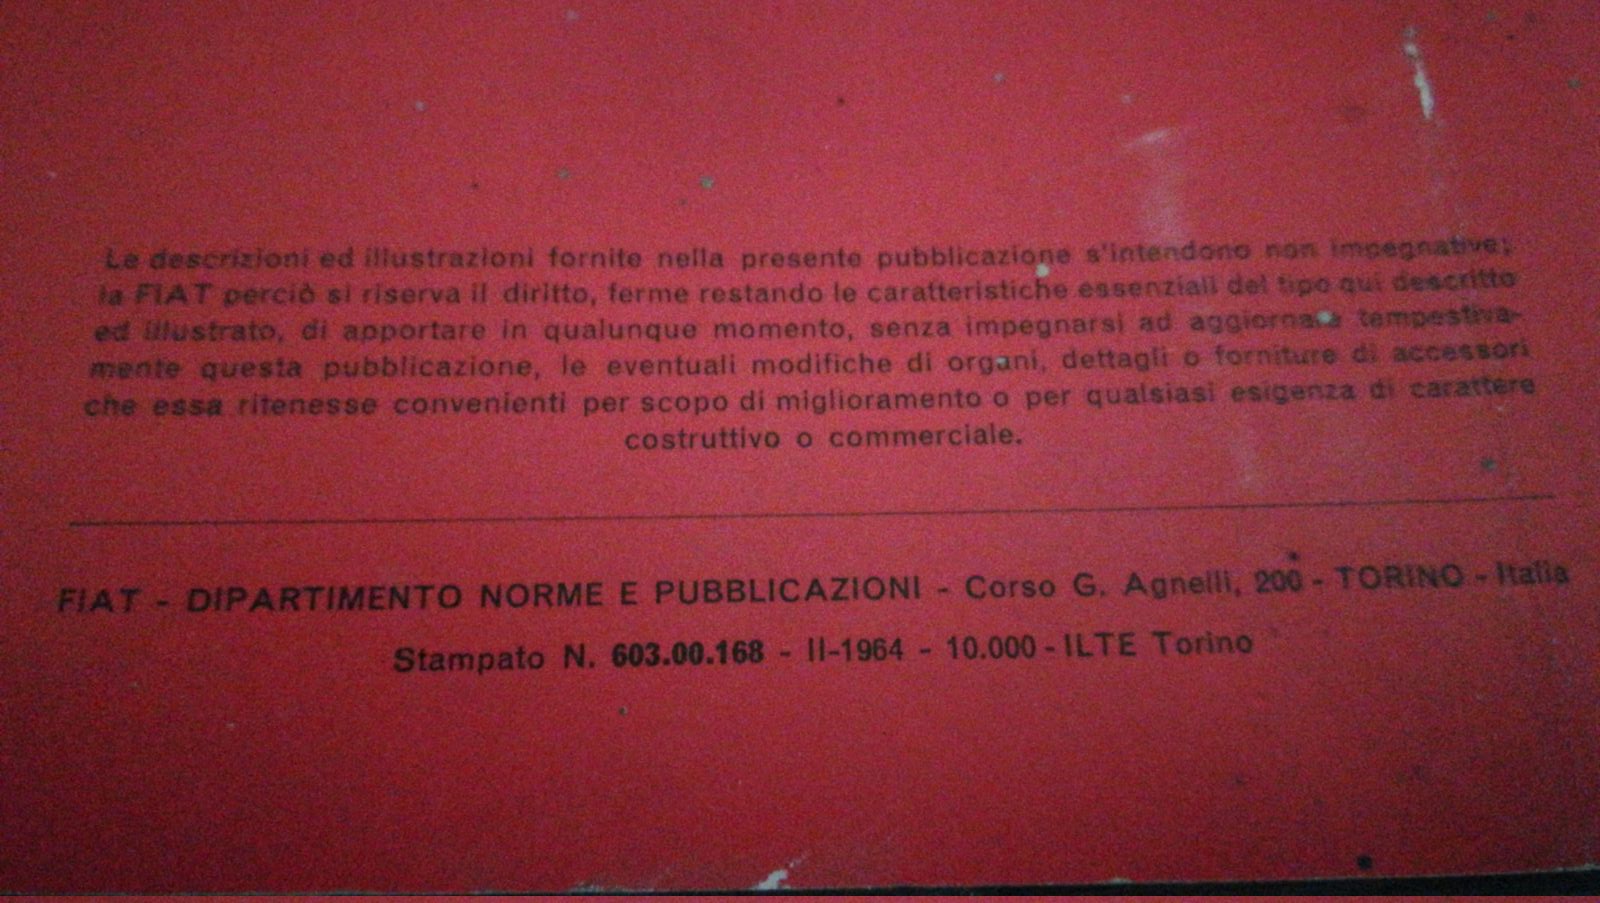 Le descrizioni ed illustrazioni fornite nella presente pubblicazione s'intendono non impegnative;
la FIAT perciò si riserva il diritto, ferme restando le caratteristiche essenziali del tipo qui descritto
ed illustrato, di apportare in qualunque momento, senza impegnarsi ad aggiornare tempestiva-
mente questa pubblicazione, le eventuali modifiche di organi, dettagli o forniture di accessori
che essa ritenesse convenienti per scopo di miglioramento o per qualsiasi esigenza di carattere
costruttivo o commerciale.
FIAT - DIPARTIMENTO NORME E PUBBLICAZIONI - Corso G. Agnelli, 200 - TORINO - Italia
Stampato N. 603.00.168 - II-1964 - 10.000 - ILTE Torino